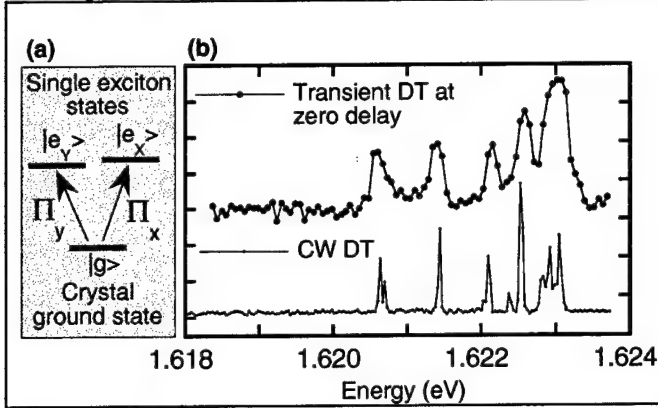 (a)
Single exciton
states
|e_Y> |e_X>
Π_y Π_x
|g>
Crystal
ground state
(b)
Transient DT at
zero delay
CW DT
1.618 1.620 1.622 1.624
Energy (eV)